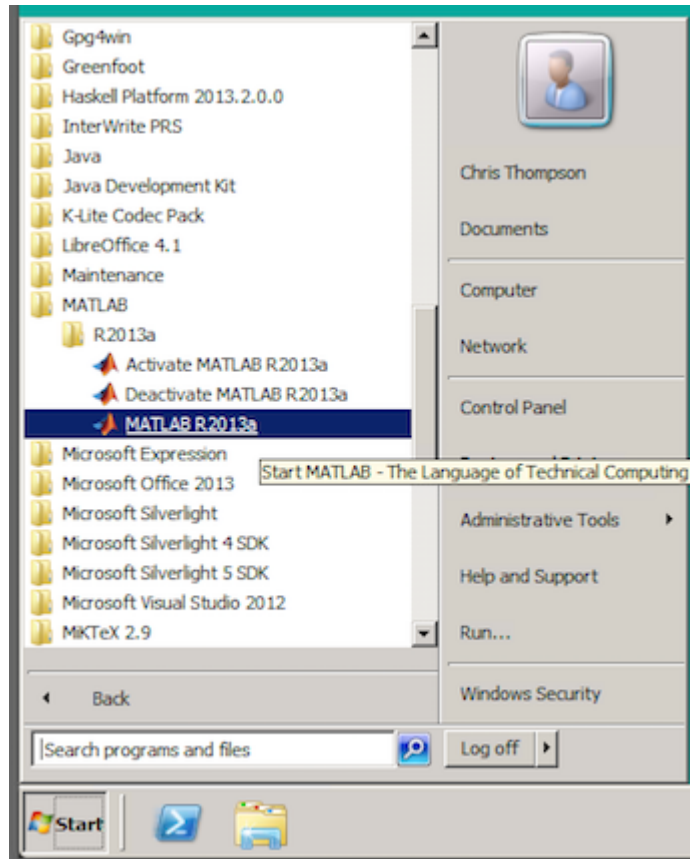 Gpg4win
Greenfoot
Haskell Platform 2013.2.0.0
InterWrite PRS
Java
Java Development Kit
K-Lite Codec Pack
LibreOffice 4.1
Maintenance
MATLAB
R2013a
Activate MATLAB R2013a
Deactivate MATLAB R2013a
MATLAB R2013a
Microsoft Expression
Microsoft Office 2013
Microsoft Silverlight
Microsoft Silverlight 4 SDK
Microsoft Silverlight 5 SDK
Microsoft Visual Studio 2012
MiKTeX 2.9
Back
Search programs and files
Start MATLAB - The Language of Technical Computing
Chris Thompson
Documents
Computer
Network
Control Panel
Administrative Tools
Help and Support
Run...
Windows Security
Log off
Start